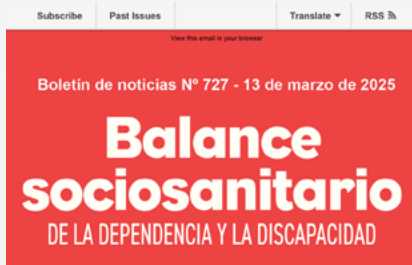 Subscribe Past Issues Translate ▼ RSS
View this email in your browser
Boletín de noticias Nº 727 - 13 de marzo de 2025
Balance
sociosanitario
DE LA DEPENDENCIA Y LA DISCAPACIDAD